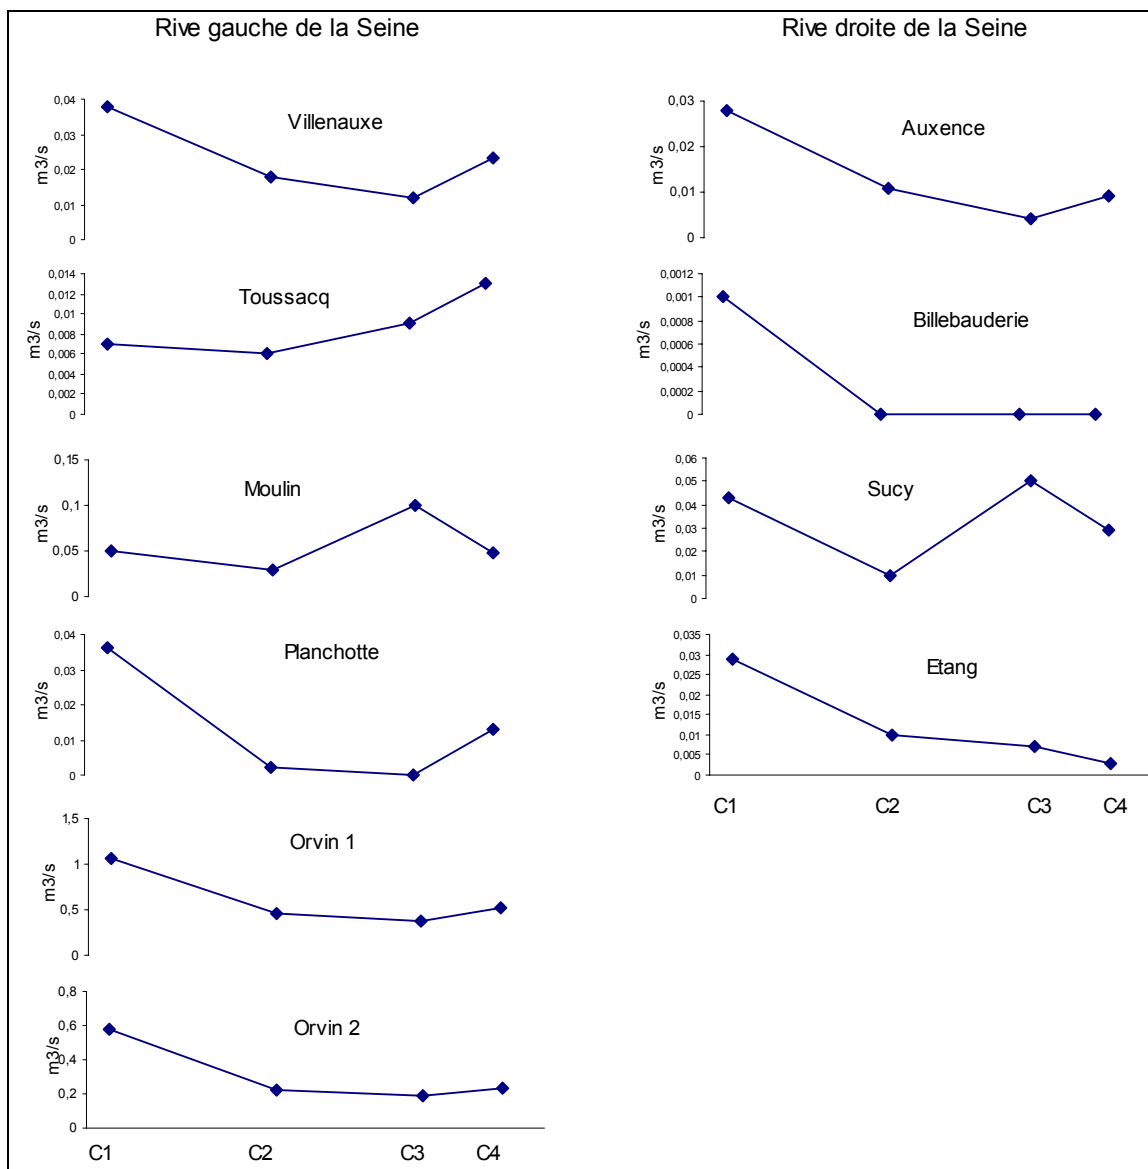 Rive gauche de la Seine
Villenauxe
m3/s
0,04
0,03
0,02
0,01
0
Toussacq
m3/s
0,014
0,012
0,01
0,008
0,006
0,004
0,002
0
Moulin
m3/s
0,15
0,1
0,05
0
Planchotte
m3/s
0,04
0,03
0,02
0,01
0
Orvin 1
m3/s
1,5
1
0,5
0
Orvin 2
m3/s
0,8
0,6
0,4
0,2
0
C1 C2 C3 C4
Rive droite de la Seine
Auxence
m3/s
0,03
0,02
0,01
0
Billebauderie
m3/s
0,0012
0,001
0,0008
0,0006
0,0004
0,0002
0
Sucy
m3/s
0,06
0,05
0,04
0,03
0,02
0,01
0
Etang
m3/s
0,035
0,03
0,025
0,02
0,015
0,01
0,005
0
C1 C2 C3 C4